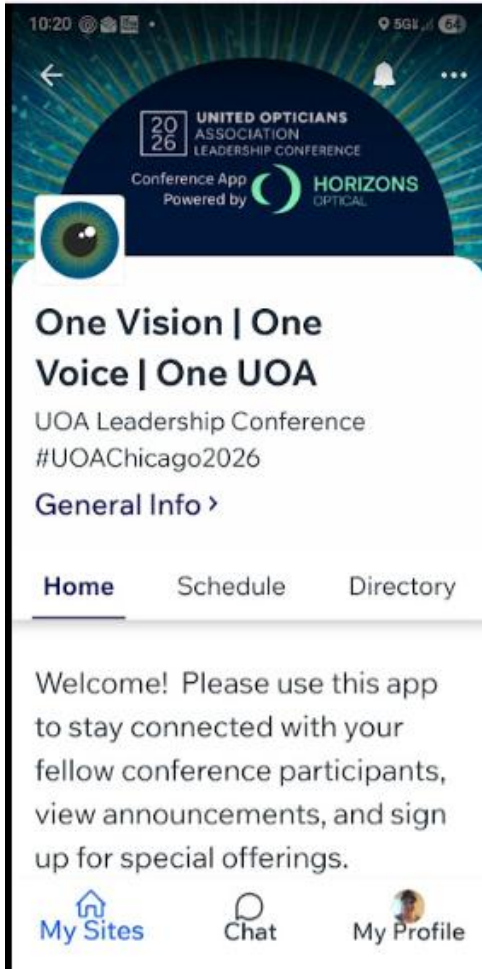 10:20
5G
64
20
26
UNITED OPTICIANS
ASSOCIATION
LEADERSHIP CONFERENCE
Conference App
Powered by
HORIZONS
OPTICAL
One Vision | One
Voice | One UOA
UOA Leadership Conference
#UOAChicago2026
General Info >
Home Schedule Directory
Welcome! Please use this app
to stay connected with your
fellow conference participants,
view announcements, and sign
up for special offerings.
My Sites Chat My Profile